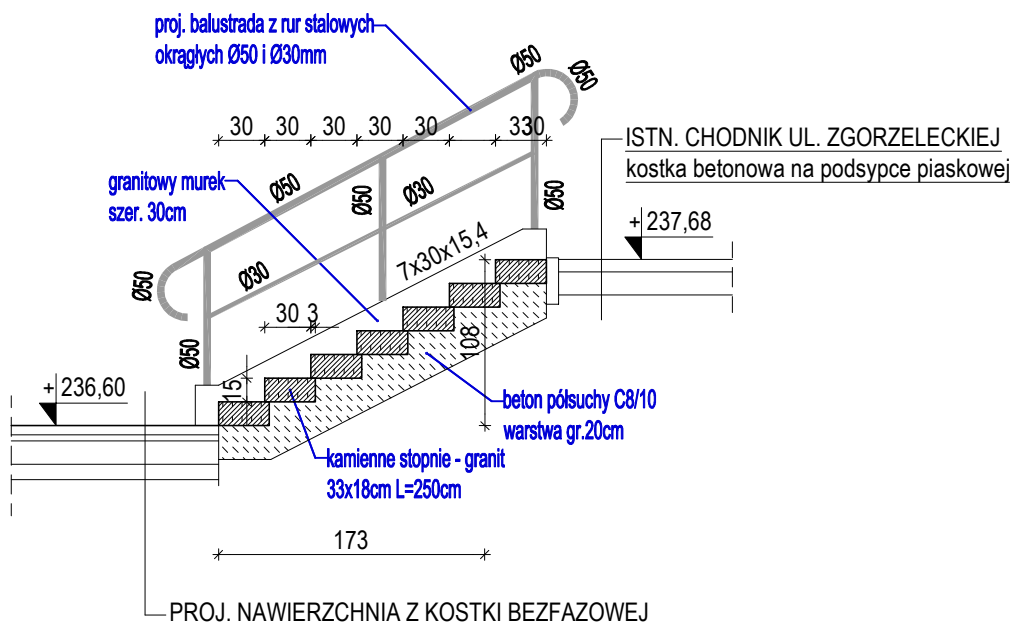 proj. balustrada z rur stalowych
okrągłych Ø50 i Ø30mm
Ø50
Ø50
30 30 30 30 30 330
ISTN. CHODNIK UL. ZGORZELECKIEJ
kostka betonowa na podsypce piaskowej
granitowy murek
szer. 30cm
Ø50
Ø50
Ø30
Ø50
+ 237,68
7x30x15,4
Ø50
Ø30
30 3
108
Ø50
15
+ 236,60
beton półsuchy C8/10
warstwa gr.20cm
kamienne stopnie - granit
33x18cm L=250cm
173
PROJ. NAWIERZCHNIA Z KOSTKI BEZFAZOWEJ